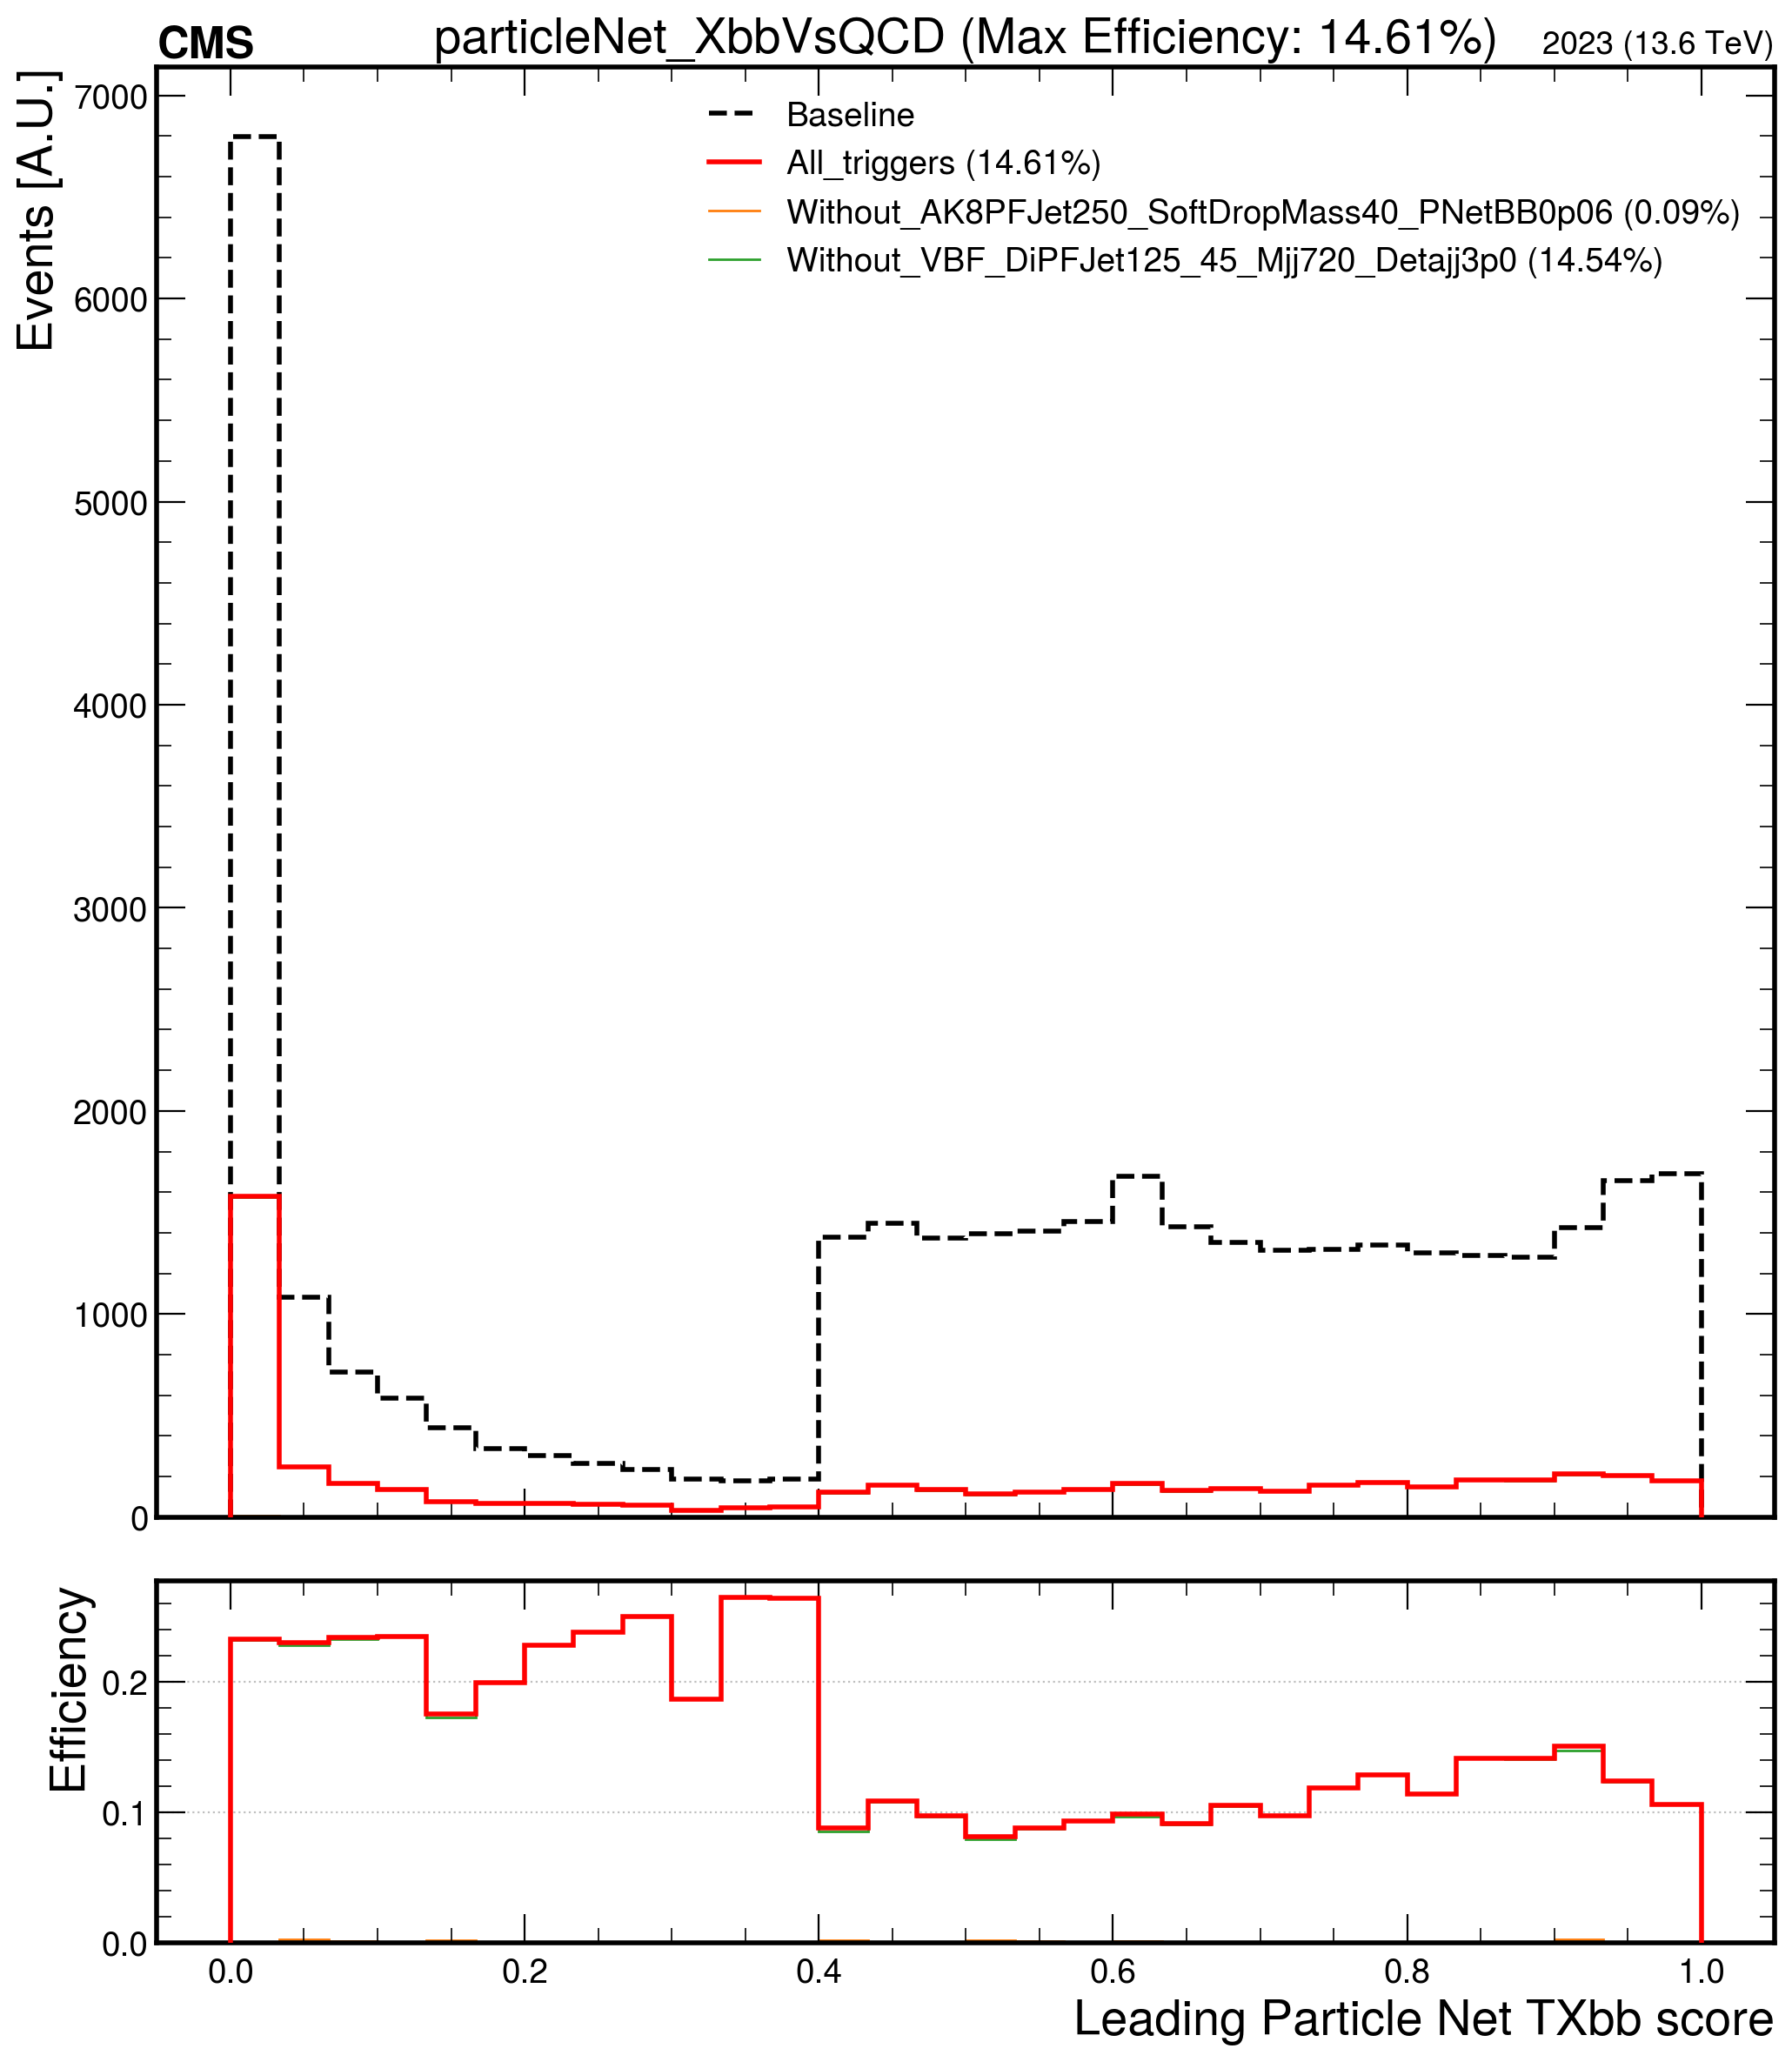 CMS particleNet_XbbVsQCD (Max Efficiency: 14.61%) 2023 (13.6 TeV)
Events [A.U.]
7000
6000
5000
4000
3000
2000
1000
0
Baseline
All_triggers (14.61%)
Without_AK8PFJet250_SoftDropMass40_PNetBB0p06 (0.09%)
Without_VBF_DiPFJet125_45_Mjj720_Detajj3p0 (14.54%)
Efficiency
0.2
0.1
0.0
0.0 0.2 0.4 0.6 0.8 1.0
Leading Particle Net TXbb score